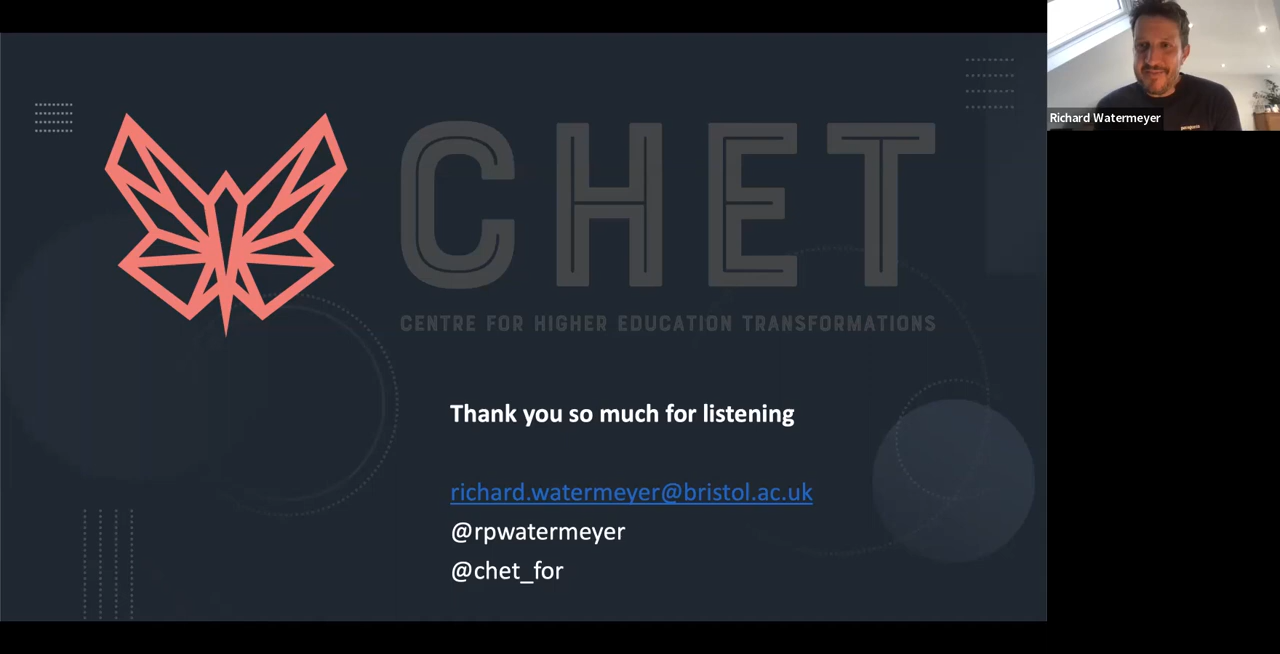 CHET
CENTRE FOR HIGHER EDUCATION TRANSFORMATIONS
Thank you so much for listening
richard.watermeyer@bristol.ac.uk
@rpwatermeyer
@chet_for
Richard Watermeyer